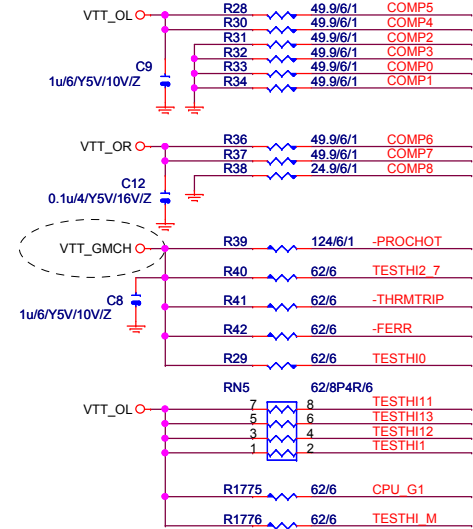 VTT_OL R28 49.9/6/1 COMP5
R30 49.9/6/1 COMP4
R31 49.9/6/1 COMP2
R32 49.9/6/1 COMP3
C9 R33 49.9/6/1 COMP0
1u/6/Y5V/10V/Z R34 49.9/6/1 COMP1
VTT_OR R36 49.9/6/1 COMP6
R37 49.9/6/1 COMP7
R38 24.9/6/1 COMP8
C12
0.1u/4/Y5V/16V/Z
VTT_GMCH R39 124/6/1 -PROCHOT
R40 62/6 TESTHI2_7
C8 R41 62/6 -THRMTRIP
1u/6/Y5V/10V/Z
R42 62/6 -FERR
R29 62/6 TESTHI0
RN5 62/8P4R/6
VTT_OL 7 8 TESTHI11
5 6 TESTHI13
3 4 TESTHI12
1 2 TESTHI1
R1775 62/6 CPU_G1
R1776 62/6 TESTHI_M